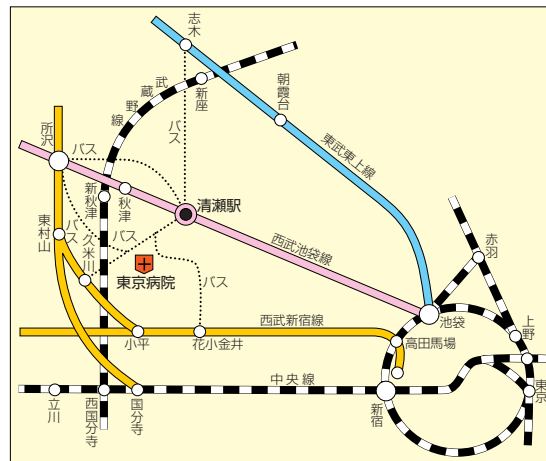 志木
武蔵野線
新座
朝霞台
東武東上線
バス
所沢
バス
新秋津
秋津
清瀬駅
赤羽
東村山
バス
久米川
バス
西武池袋線
東京病院
バス
池袋
上野
西武新宿線
小平
花小金井
高田馬場
中央線
立川
西国分寺
国分寺
新宿
東京